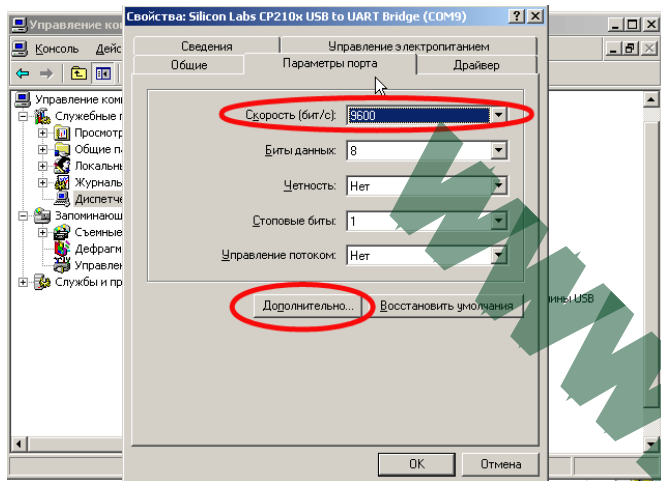 Свойства: Silicon Labs CP210x USB to UART Bridge (COM9)
Управление ко
Консоль Дейс
Сведения
Управление электропитанием
Общие
Параметры порта
Драйвер
Управление ком
Служебные п
Просмотр
Общие п
Локальн
Журналь
Диспетче
Запоминающ
Съемные
Дефрагм
Управлен
Службы и пр
Скорость (бит/с): 9600
Биты данных: 8
Четность: Нет
Стоповые биты: 1
Управление потоком: Нет
Дополнительно...
Восстановить умолчания
ины USB
OK
Отмена
www